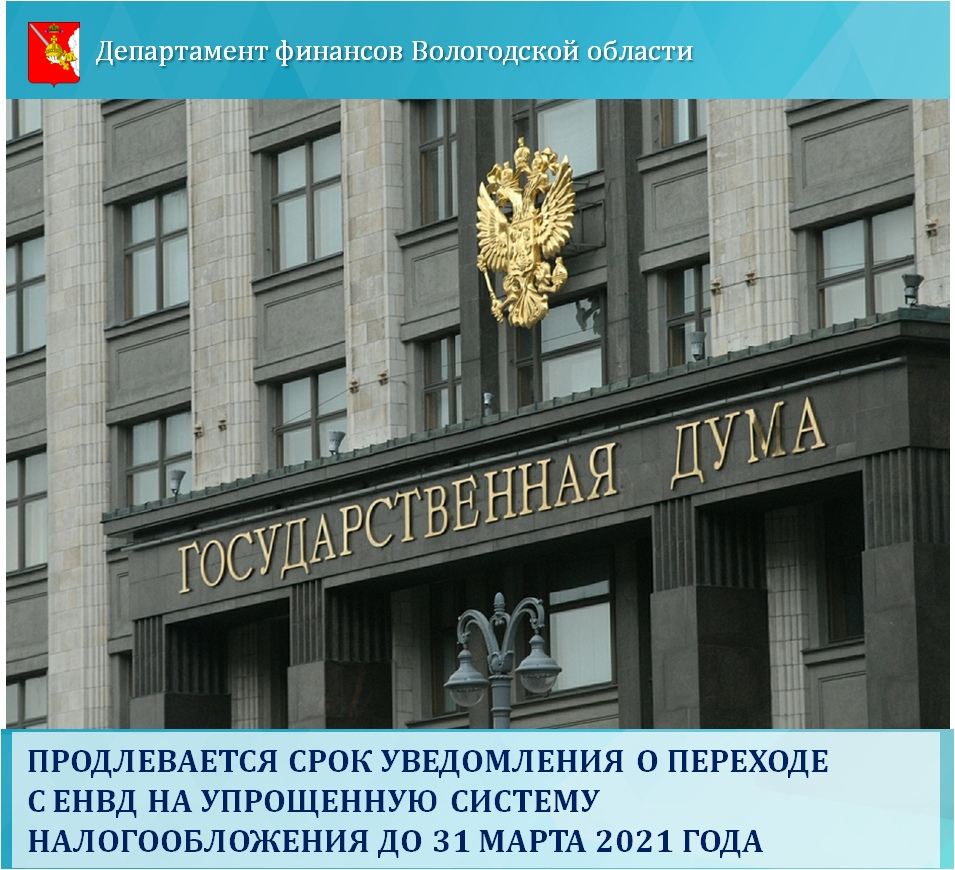 Департамент финансов Вологодской области
ГОСУДАРСТВЕННАЯ ДУМА
ПРОДЛЕВАЕТСЯ СРОК УВЕДОМЛЕНИЯ О ПЕРЕХОДЕ
С ЕНВД НА УПРОЩЕННУЮ СИСТЕМУ
НАЛОГООБЛОЖЕНИЯ ДО 31 МАРТА 2021 ГОДА